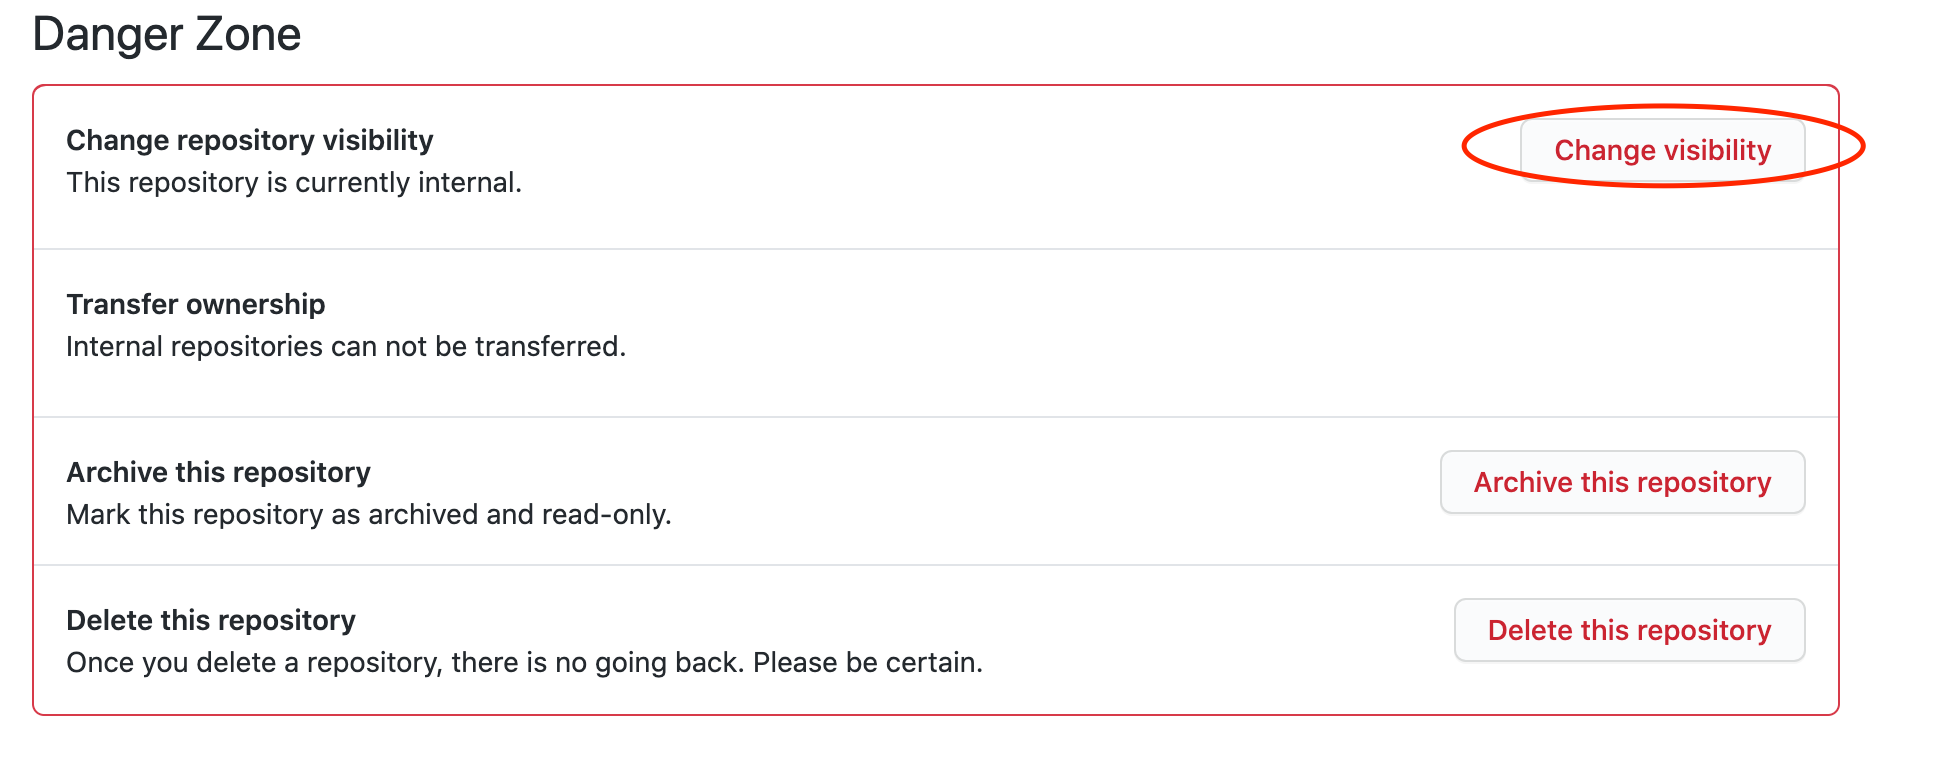 Danger Zone
Change repository visibility
This repository is currently internal.
Change visibility
Transfer ownership
Internal repositories can not be transferred.
Archive this repository
Mark this repository as archived and read-only.
Archive this repository
Delete this repository
Once you delete a repository, there is no going back. Please be certain.
Delete this repository